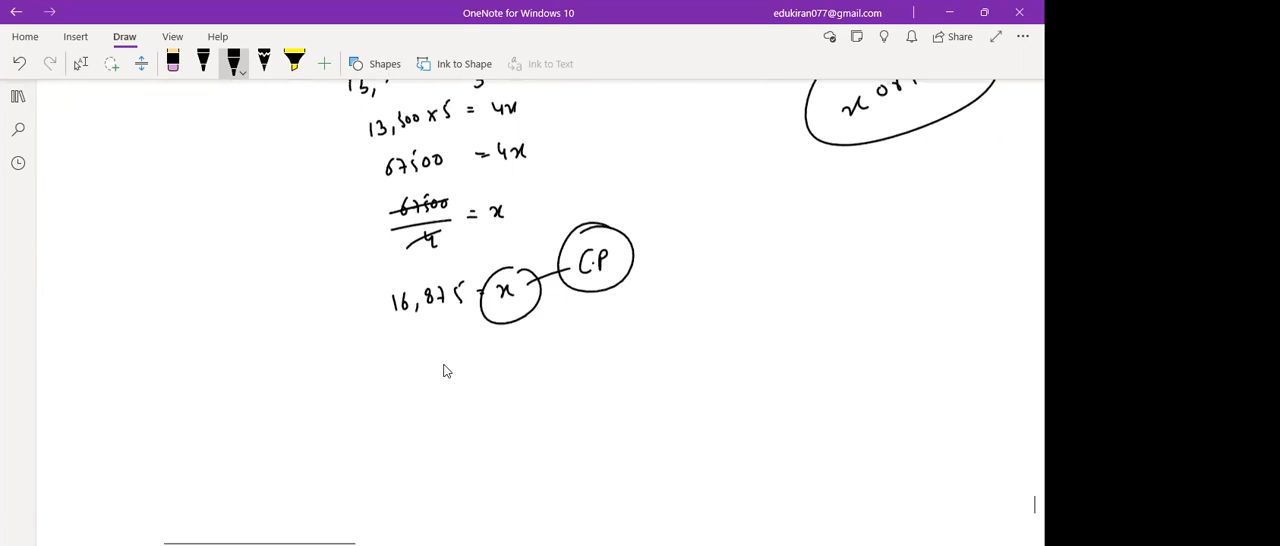 OneNote for Windows 10
edukiran077@gmail.com
Home Insert Draw View Help
Share
Shapes
Ink to Shape
Ink to Text
13,500 x 5 = 4x
67500 = 4x
67500
4
= x
16,875 = x
C.P